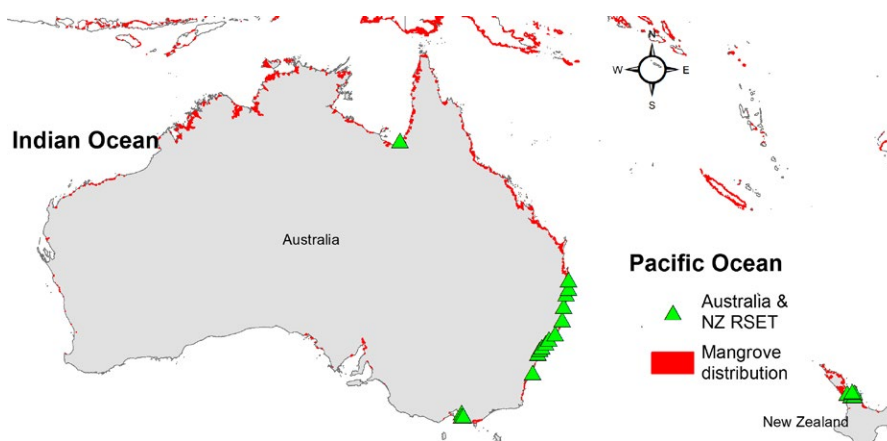 N
W E
S
Indian Ocean
Australia
Pacific Ocean
Australia &
NZ RSET
Mangrove
distribution
New Zealand